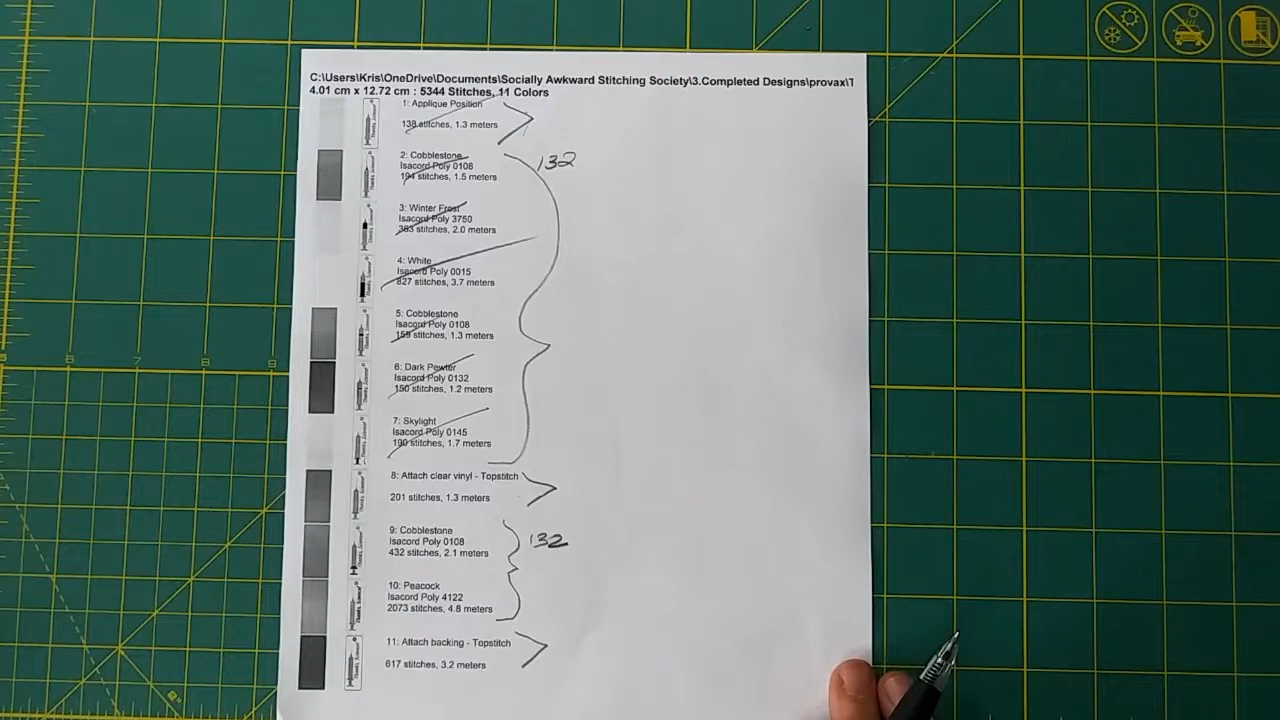 C:\Users\Kris\OneDrive\Documents\Socially Awkward Stitching Society\3.Completed Designs\provax\T
4.01 cm x 12.72 cm : 5344 Stitches, 11 Colors
1: Applique Position
138 stitches, 1.3 meters
2: Cobblestone
Isacord Poly 0108
194 stitches, 1.5 meters
132
3: Winter Frost
Isacord Poly 3750
363 stitches, 2.0 meters
4: White
Isacord Poly 0015
827 stitches, 3.7 meters
5: Cobblestone
Isacord Poly 0108
159 stitches, 1.3 meters
6: Dark Pewter
Isacord Poly 0132
150 stitches, 1.2 meters
7: Skylight
Isacord Poly 0145
190 stitches, 1.7 meters
8: Attach clear vinyl - Topstitch
201 stitches, 1.3 meters
9: Cobblestone
Isacord Poly 0108
432 stitches, 2.1 meters
132
10: Peacock
Isacord Poly 4122
2073 stitches, 4.8 meters
11: Attach backing - Topstitch
617 stitches, 3.2 meters
6
7
8
9